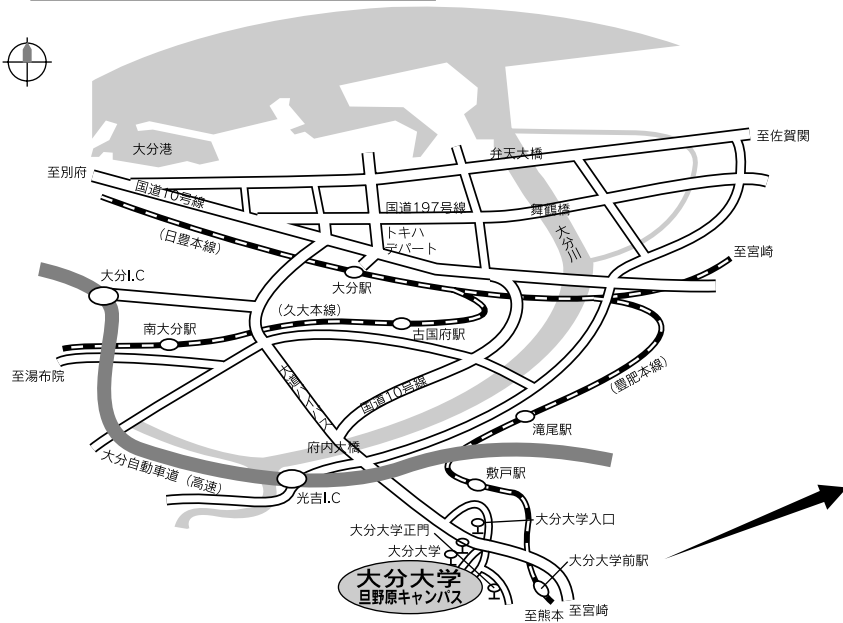 大分港
弁天大橋
至佐賀関
至別府
国道10号線
国道197号線
舞鶴橋
トキハ
デパート
大分川
(日豊本線)
至宮崎
大分I.C
大分駅
(久大本線)
南大分駅
古国府駅
至湯布院
大道バイパス
国道10号線
(豊肥本線)
滝尾駅
府内大橋
大分自動車道(高速)
敷戸駅
光吉I.C
大分大学入口
大分大学正門
大分大学
大分大学前駅
大分大学
旦野原キャンパス
至熊本
至宮崎